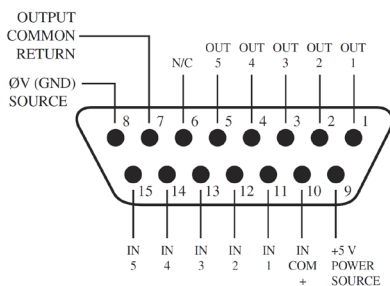 OUTPUT
COMMON
RETURN
N/C
OUT OUT OUT OUT OUT
5 4 3 2 1
ØV (GND)
SOURCE
8 7 6 5 4 3 2 1
15 14 13 12 11 10 9
IN IN IN IN IN IN +5 V
5 4 3 2 1 COM POWER
+ SOURCE